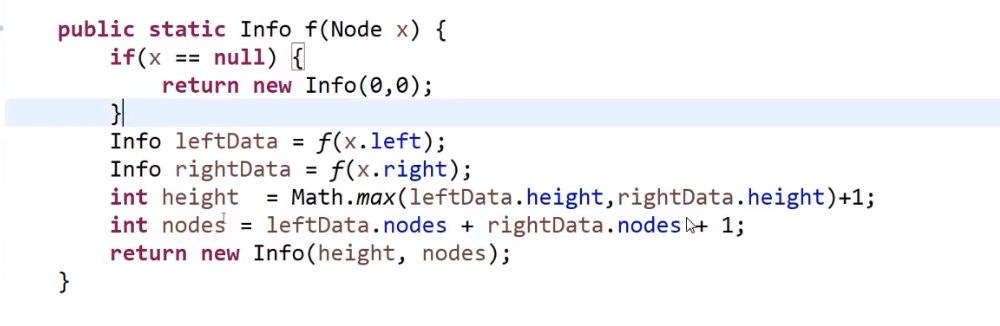 public static Info f(Node x) {
if(x == null) {
return new Info(0,0);
}
Info leftData = f(x.left);
Info rightData = f(x.right);
int height  = Math.max(leftData.height,rightData.height)+1;
int nodes = leftData.nodes + rightData.nodes + 1;
return new Info(height, nodes);
}